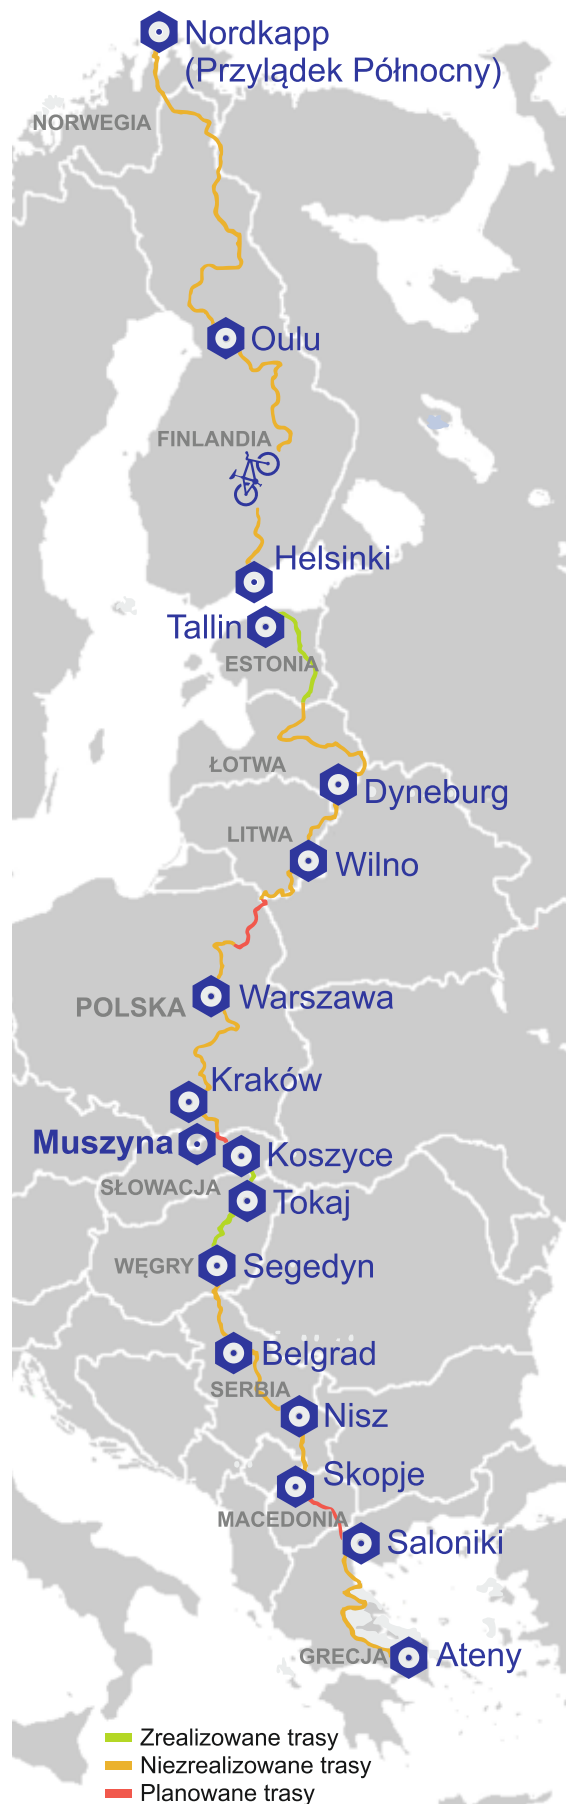 Nordkapp
(Przylądek Północny)
NORWEGIA
Oulu
FINLANDIA
Helsinki
Tallin
ESTONIA
ŁOTWA
Dyneburg
LITWA
Wilno
POLSKA
Warszawa
Kraków
Muszyna
Koszyce
SŁOWACJA
Tokaj
WĘGRY
Segedyn
Belgrad
SERBIA
Nisz
Skopje
MACEDONIA
Saloniki
GRECJA
Ateny
Zrealizowane trasy
Niezrealizowane trasy
Planowane trasy